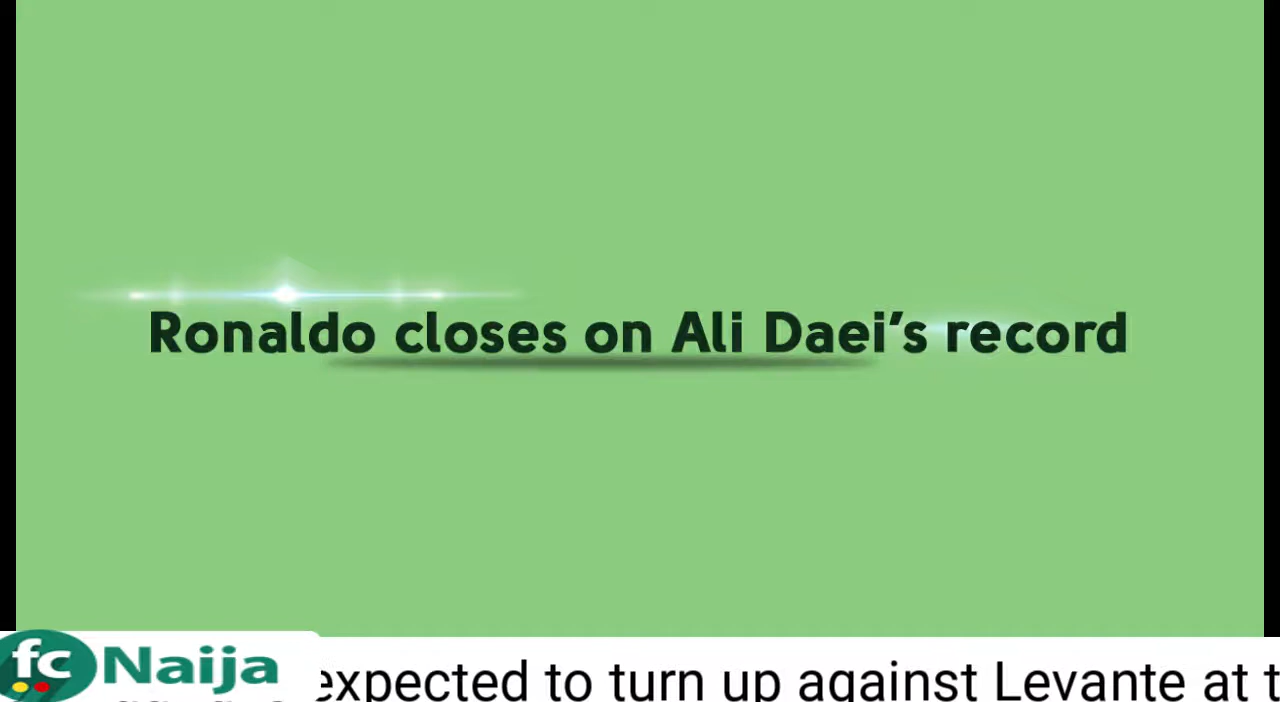 Ronaldo closes on Ali Daei’s record
fc Naija
expected to turn up against Levante at t